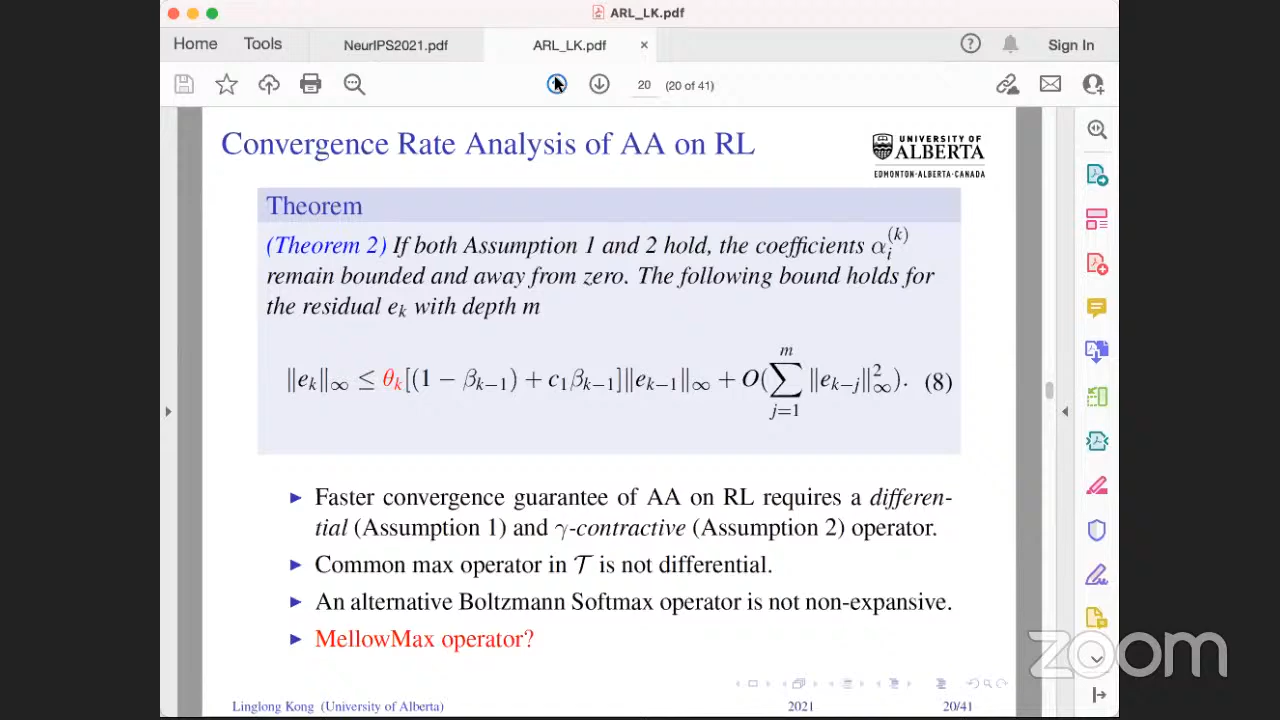 ARL_LK.pdf
Home Tools NeurIPS2021.pdf ARL_LK.pdf × Sign In
20 (20 of 41)
Convergence Rate Analysis of AA on RL
UNIVERSITY OF
ALBERTA
EDMONTON·ALBERTA·CANADA
Theorem
(Theorem 2) If both Assumption 1 and 2 hold, the coefficients α_i^{(k)}
remain bounded and away from zero. The following bound holds for
the residual e_k with depth m
‖e_k‖_∞ ≤ θ_k[(1 − β_{k−1}) + c_1β_{k−1}]‖e_{k−1}‖_∞ + O(∑_{j=1}^{m} ‖e_{k−j}‖_∞^2). (8)
► Faster convergence guarantee of AA on RL requires a differen-
tial (Assumption 1) and γ-contractive (Assumption 2) operator.
► Common max operator in 𝒯 is not differential.
► An alternative Boltzmann Softmax operator is not non-expansive.
► MellowMax operator?
zoom
Linglong Kong (University of Alberta) 2021 20/41